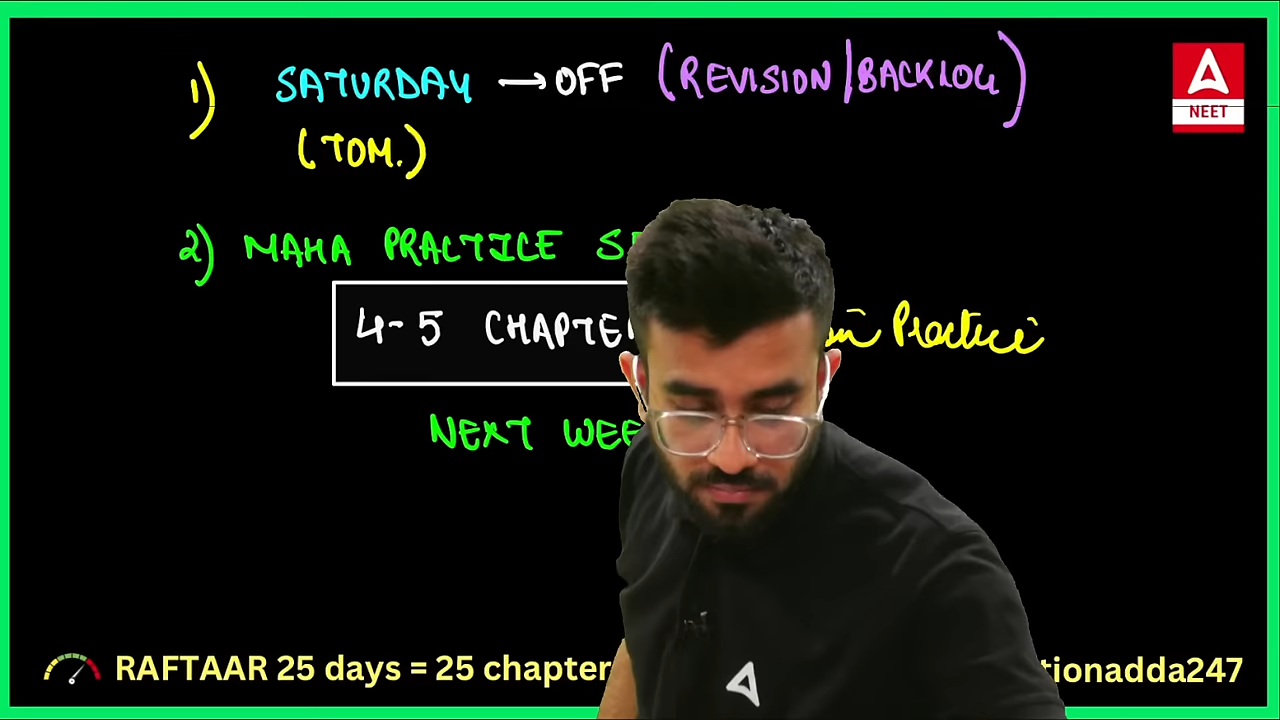 1) SATURDAY → OFF (REVISION/BACKLOG)
(TOM.)
NEET
2) MAHA PRACTICE S
4-5 CHAPTE Practice
NEXT WEE
RAFTAAR 25 days = 25 chapter tionadda247